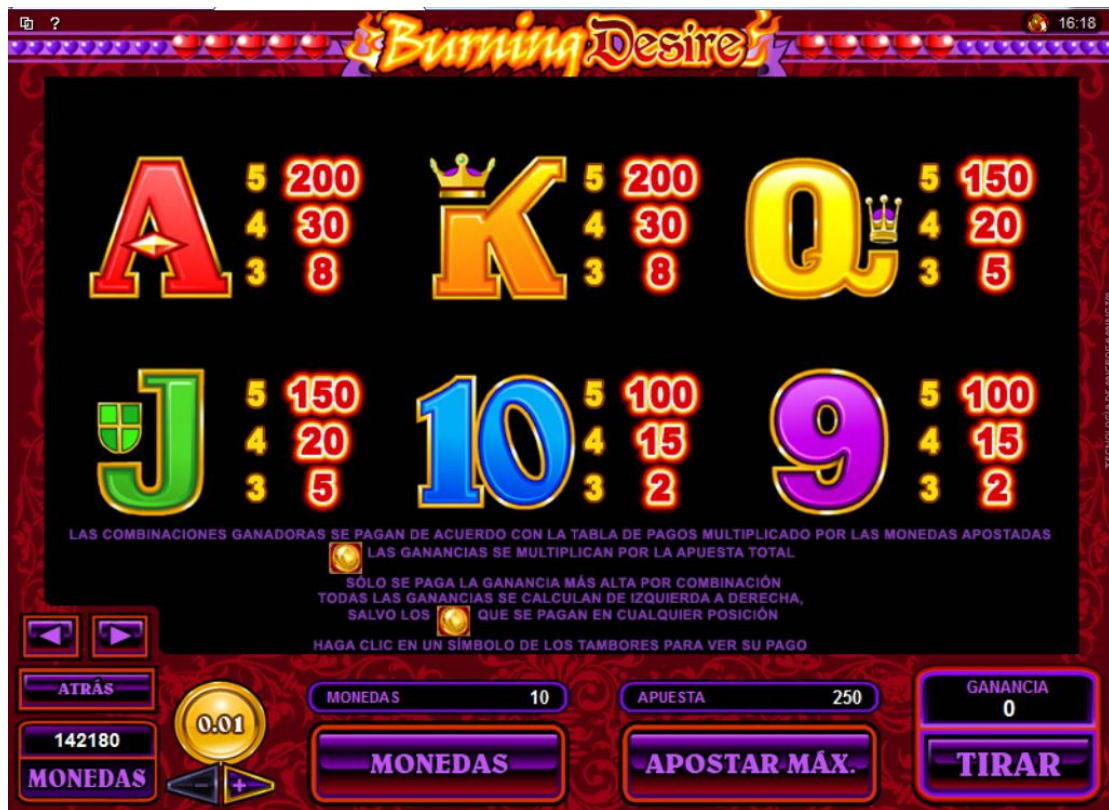 ? Burning Desire 16:18
A 5 200 K 5 200 Q 5 150
4 30 4 30 4 20
3 8 3 8 3 5
J 5 150 10 5 100 9 5 100
4 20 4 15 4 15
3 5 3 2 3 2
LAS COMBINACIONES GANADORAS SE PAGAN DE ACUERDO CON LA TABLA DE PAGOS MULTIPLICADO POR LAS MONEDAS APOSTADAS
LAS GANANCIAS SE MULTIPLICAN POR LA APUESTA TOTAL
SÓLO SE PAGA LA GANANCIA MÁS ALTA POR COMBINACIÓN
TODAS LAS GANANCIAS SE CALCULAN DE IZQUIERDA A DERECHA,
SALVO LOS QUE SE PAGAN EN CUALQUIER POSICIÓN
HAGA CLIC EN UN SÍMBOLO DE LOS TAMBORES PARA VER SU PAGO
ATRÁS
142180
MONEDAS
0.01
- +
MONEDAS 10
MONEDAS
APUESTA 250
APOSTAR MÁX.
GANANCIA
0
TIRAR